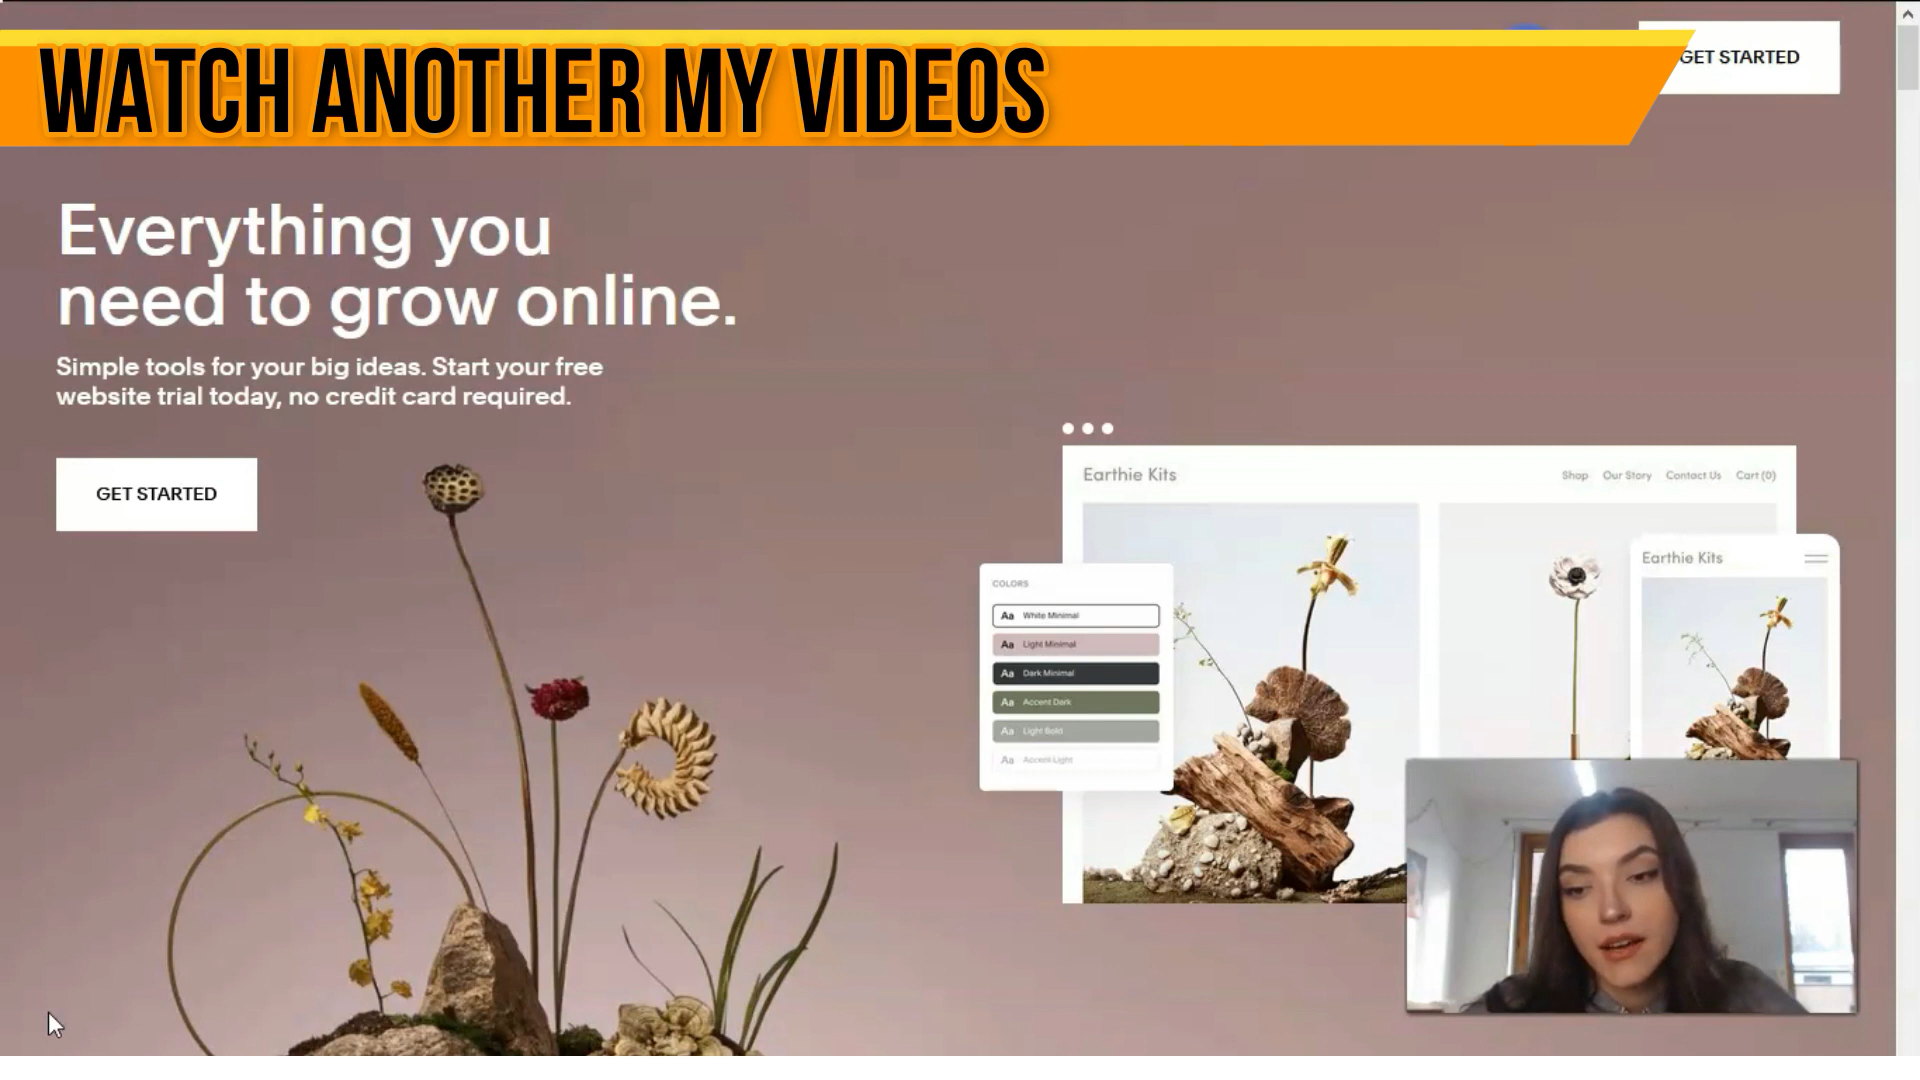 WATCH ANOTHER MY VIDEOS
GET STARTED
Everything you
need to grow online.
Simple tools for your big ideas. Start your free
website trial today, no credit card required.
GET STARTED
Earthie Kits
Shop Our Story Contact Us Cart (0)
Earthie Kits
COLORS
Aa White Minimal
Aa Light Minimal
Aa Dark Minimal
Aa Accent Dark
Aa Light Bold
Aa Accent Light